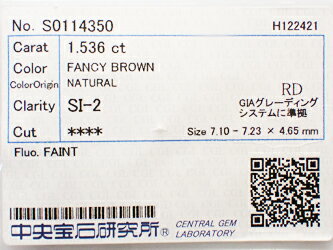 No. S0114350 H122421
Carat 1.536 ct
Color FANCY BROWN
ColorOrigin NATURAL
RD
Clarity SI-2
GIAグレーディング
システムに準拠
Cut ****
Size 7.10 - 7.23 × 4.65 mm
Fluo. FAINT
中央宝石研究所®
CENTRAL GEM
LABORATORY